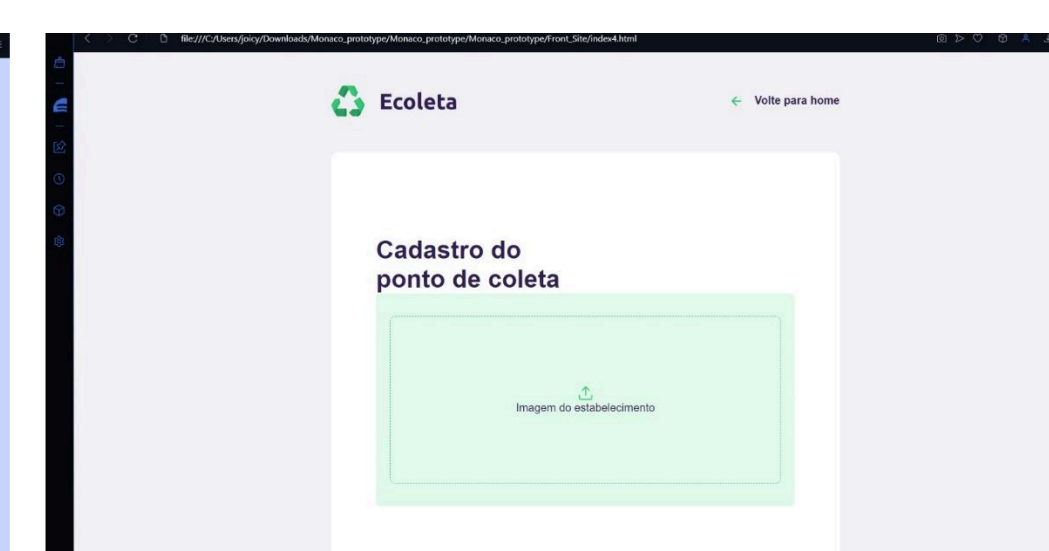 file:///C:/Users/joicy/Downloads/Monaco_prototype/Monaco_prototype/Monaco_prototype/Front_Site/index4.html
Ecoleta
Volte para home
Cadastro do
ponto de coleta
Imagem do estabelecimento